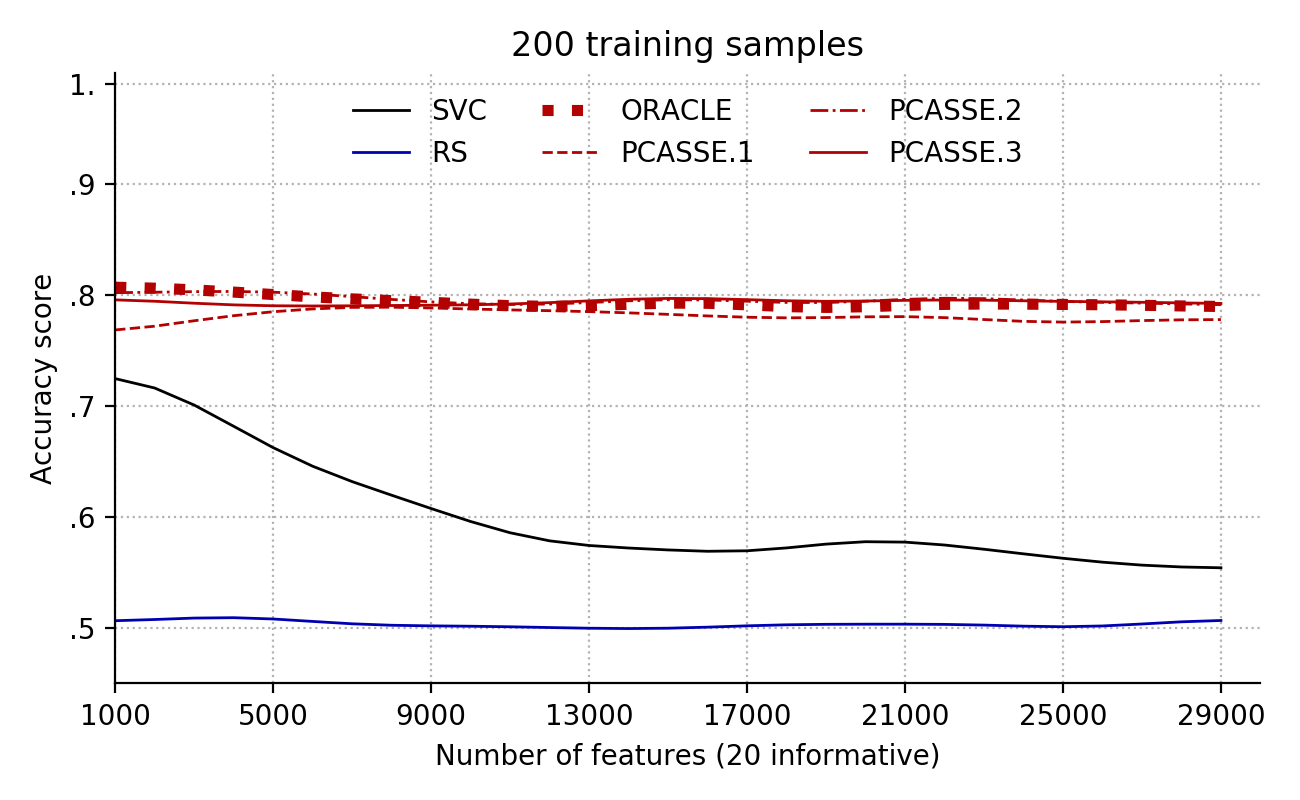 200 training samples
SVC ORACLE PCASSE.2
RS PCASSE.1 PCASSE.3
1.
.9
.8
.7
.6
.5
Accuracy score
1000 5000 9000 13000 17000 21000 25000 29000
Number of features (20 informative)